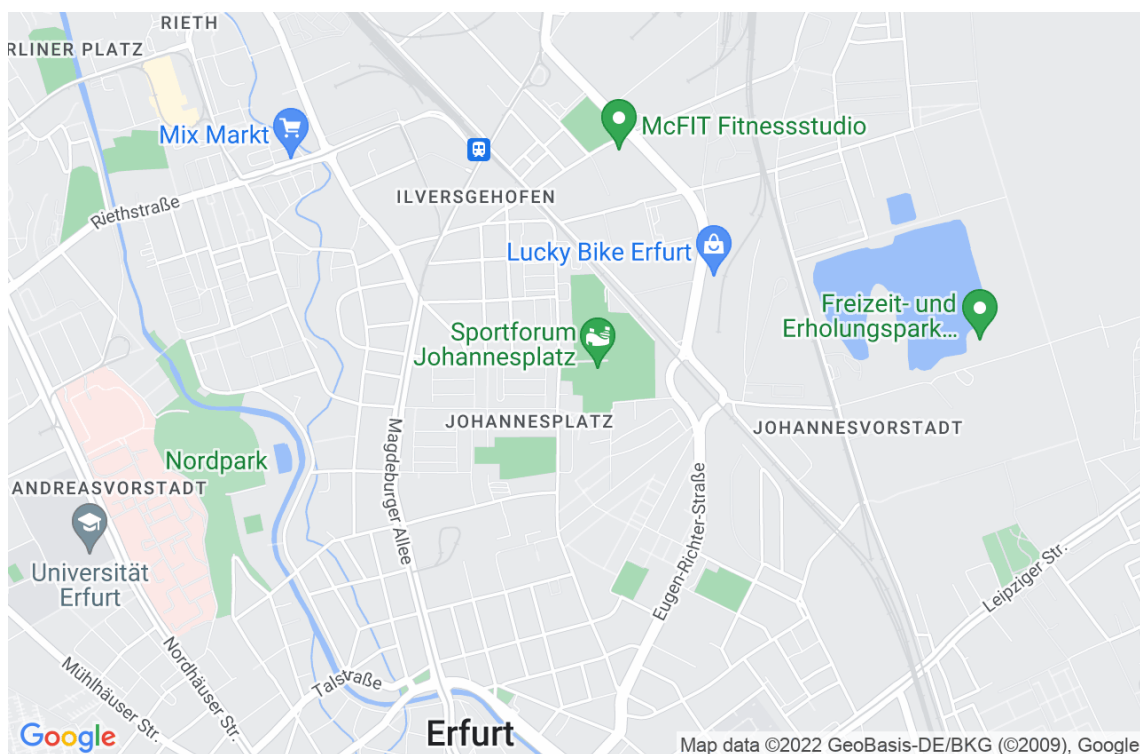 RIETH
RLINER PLATZ
Mix Markt
McFIT Fitnessstudio
ILVERSGEHOFEN
Riethstraße
Lucky Bike Erfurt
Freizeit- und
Erholungspark...
Sportforum
Johannesplatz
JOHANNESPLATZ
JOHANNESVORSTADT
Magdeburger Allee
Nordpark
ANDREASVORSTADT
Eugen-Richter-Straße
Universität
Erfurt
Leipziger Str.
Nordhäuser Str.
Mühlhäuser Str.
Talstraße
Erfurt
Google
Map data ©2022 GeoBasis-DE/BKG (©2009), Google